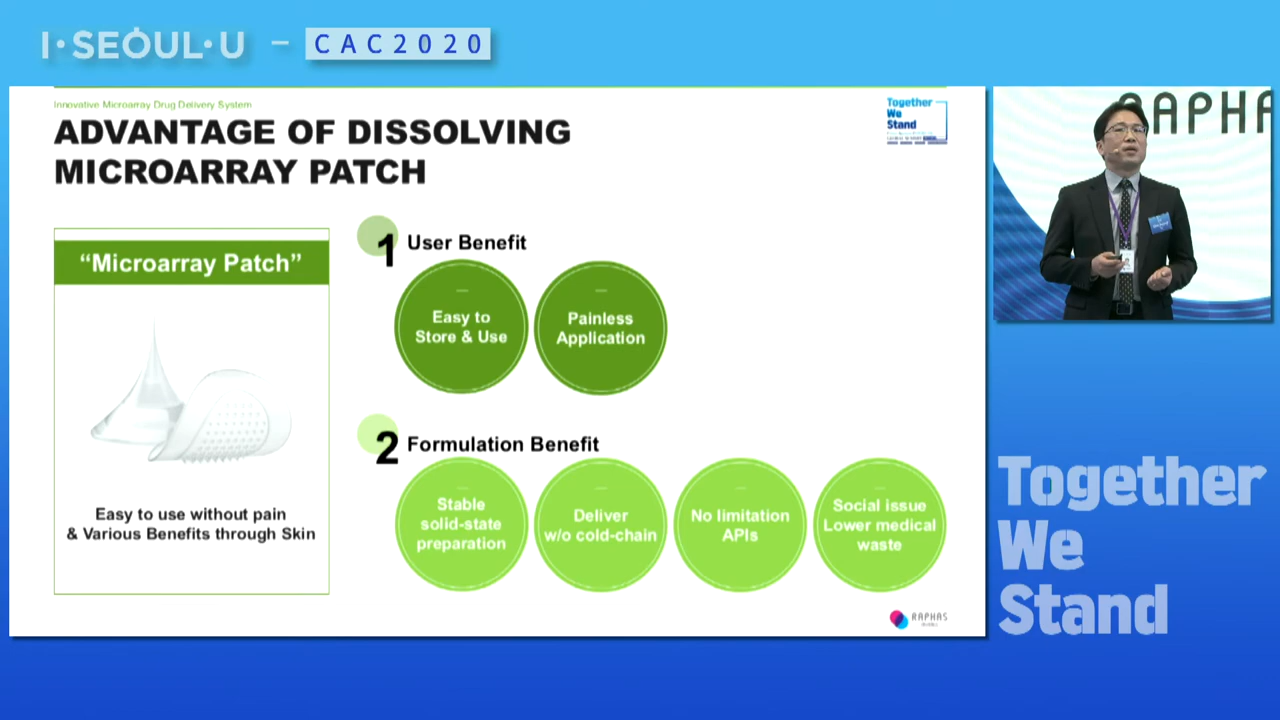 I·SEOUL·U – CAC2020
Innovative Microarray Drug Delivery System
ADVANTAGE OF DISSOLVING
MICROARRAY PATCH
Together
We
Stand
“Microarray Patch”
Easy to use without pain
& Various Benefits through Skin
1 User Benefit
Easy to
Store & Use
Painless
Application
2 Formulation Benefit
Stable
solid-state
preparation
Deliver
w/o cold-chain
No limitation
APIs
Social issue
Lower medical
waste
RAPHAS
RAPHA
Together
We
Stand